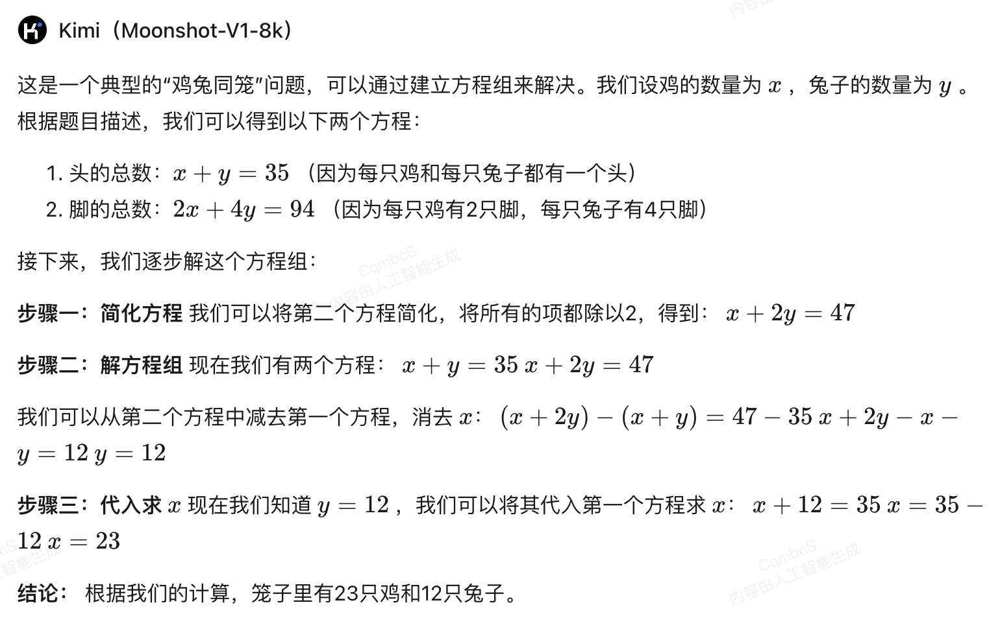 内容由
Kimi（Moonshot-V1-8k）
这是一个典型的“鸡兔同笼”问题，可以通过建立方程组来解决。我们设鸡的数量为 x ，兔子的数量为 y 。
根据题目描述，我们可以得到以下两个方程：
1. 头的总数：x + y = 35 （因为每只鸡和每只兔子都有一个头）
2. 脚的总数：2x + 4y = 94 （因为每只鸡有2只脚，每只兔子有4只脚）
接下来，我们逐步解这个方程组：
CqmbcS
内容由人工智能生成
步骤一：简化方程 我们可以将第二个方程简化，将所有的项都除以2，得到： x + 2y = 47
步骤二：解方程组 现在我们有两个方程： x + y = 35 x + 2y = 47
我们可以从第二个方程中减去第一个方程，消去 x： (x + 2y) − (x + y) = 47 − 35 x + 2y − x −
y = 12 y = 12
步骤三：代入求 x 现在我们知道 y = 12 ，我们可以将其代入第一个方程求 x： x + 12 = 35 x = 35 −
12 x = 23
cS
工智能生成
CqmbcS
内容由人工智能生成
结论： 根据我们的计算，笼子里有23只鸡和12只兔子。